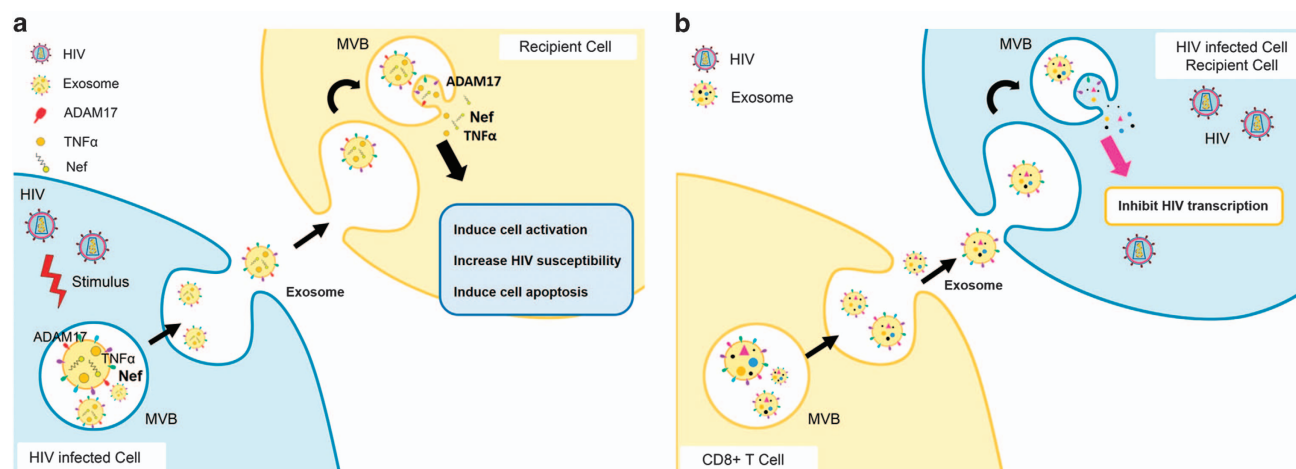 a
HIV
Exosome
ADAM17
TNFα
Nef
HIV
Stimulus
ADAM17
TNFα
Nef
MVB
HIV infected Cell
Exosome
MVB
Recipient Cell
ADAM17
Nef
TNFα
Induce cell activation
Increase HIV susceptibility
Induce cell apoptosis
b
HIV
Exosome
MVB
CD8+ T Cell
Exosome
MVB
HIV infected Cell
Recipient Cell
HIV
Inhibit HIV transcription